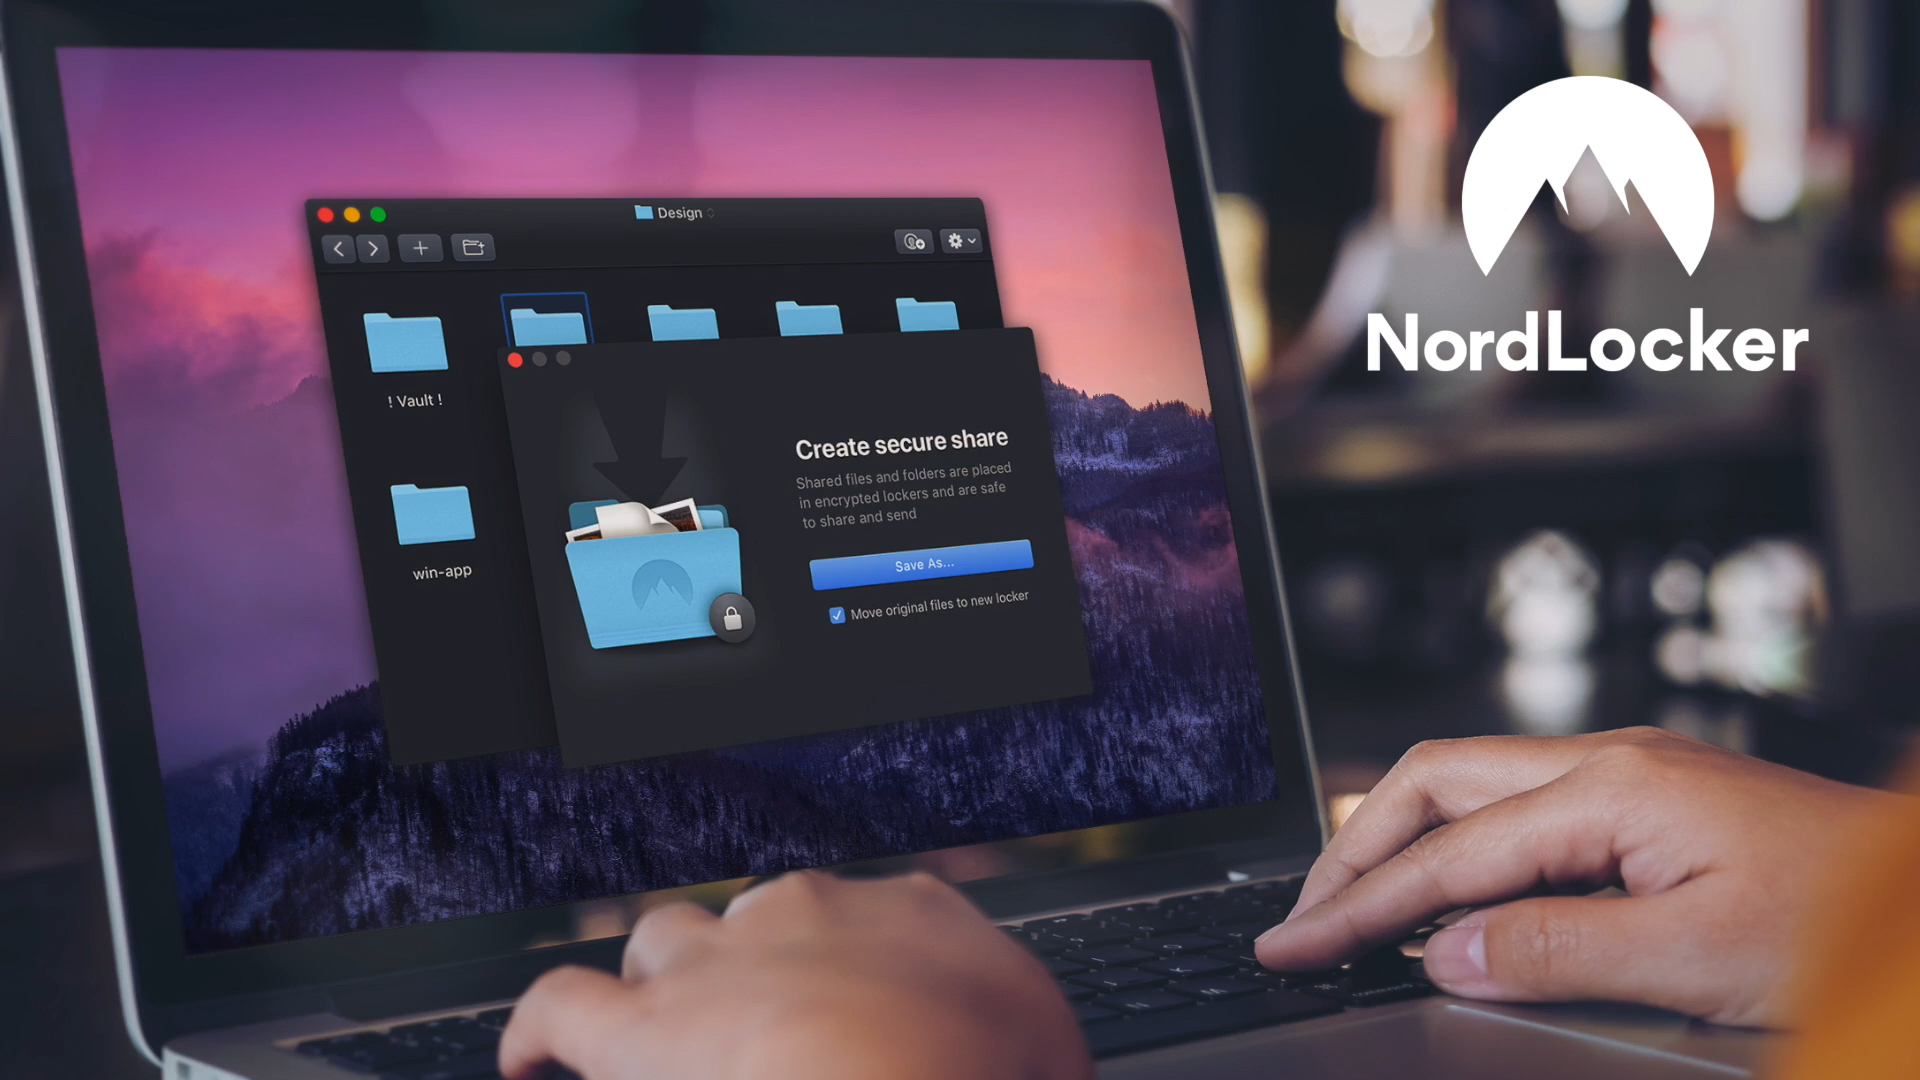 Design
! Vault !
win-app
Create secure share
Shared files and folders are placed
in encrypted lockers and are safe
to share and send
Save As...
Move original files to new locker
NordLocker